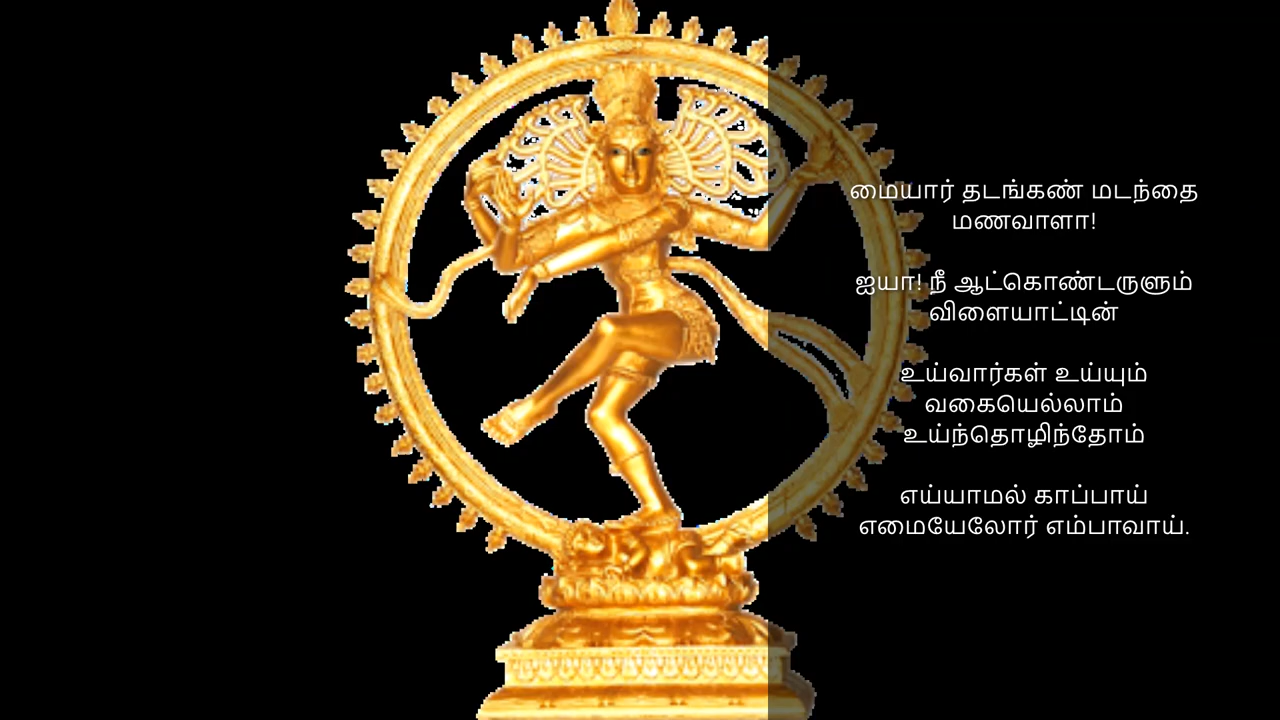 மையார் தடங்கண் மடந்தை
மணவாளா!
ஐயா! நீ ஆட்கொண்டருளும்
விளையாட்டின்
உய்வார்கள் உய்யும்
வகையெல்லாம்
உய்ந்தொழிந்தோம்
எய்யாமல் காப்பாய்
எமையேலோர் எம்பாவாய்.